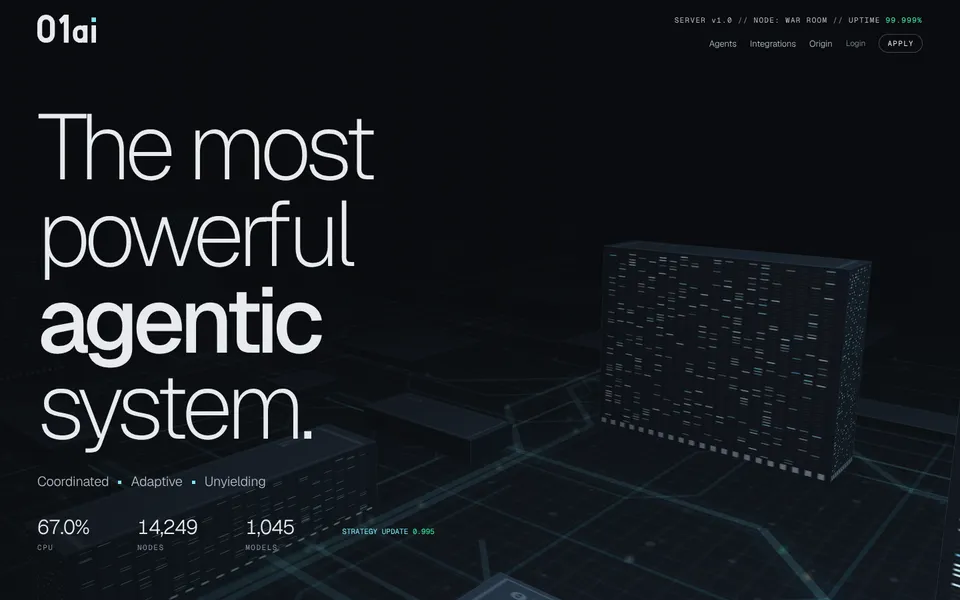 01ai
SERVER v1.0 // NODE: WAR ROOM // UPTIME 99.999%
Agents Integrations Origin Login APPLY
The most
powerful
agentic
system.
Coordinated ▪ Adaptive ▪ Unyielding
67.0% 14,249 1,045 STRATEGY UPDATE 0.995
CPU NODES MODELS